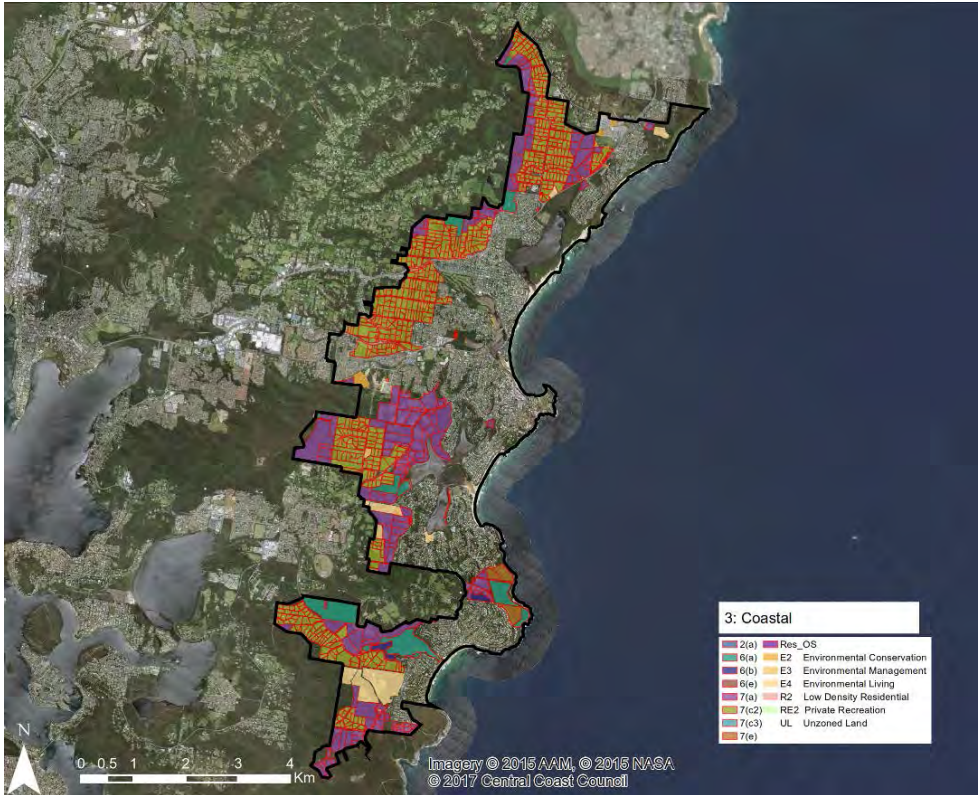 3: Coastal
2(a) Res_OS
6(a) E2 Environmental Conservation
6(b) E3 Environmental Management
6(e) E4 Environmental Living
7(a) R2 Low Density Residential
7(c2) RE2 Private Recreation
7(c3) UL Unzoned Land
7(e)
N
0 0.5 1 2 3 4
Km
Imagery © 2015 AAM, © 2015 NASA
© 2017 Central Coast Council